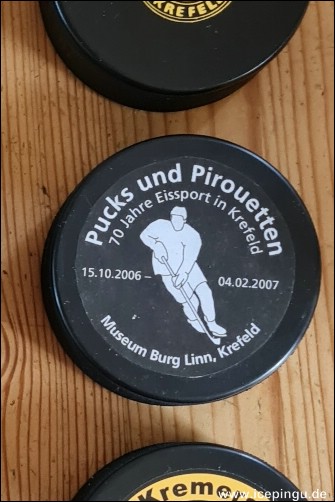 KREFELD
Pucks und Pirouetten
70 Jahre Eissport in Krefeld
15.10.2006 –
04.02.2007
Museum Burg Linn, Krefeld
www.icepingu.de